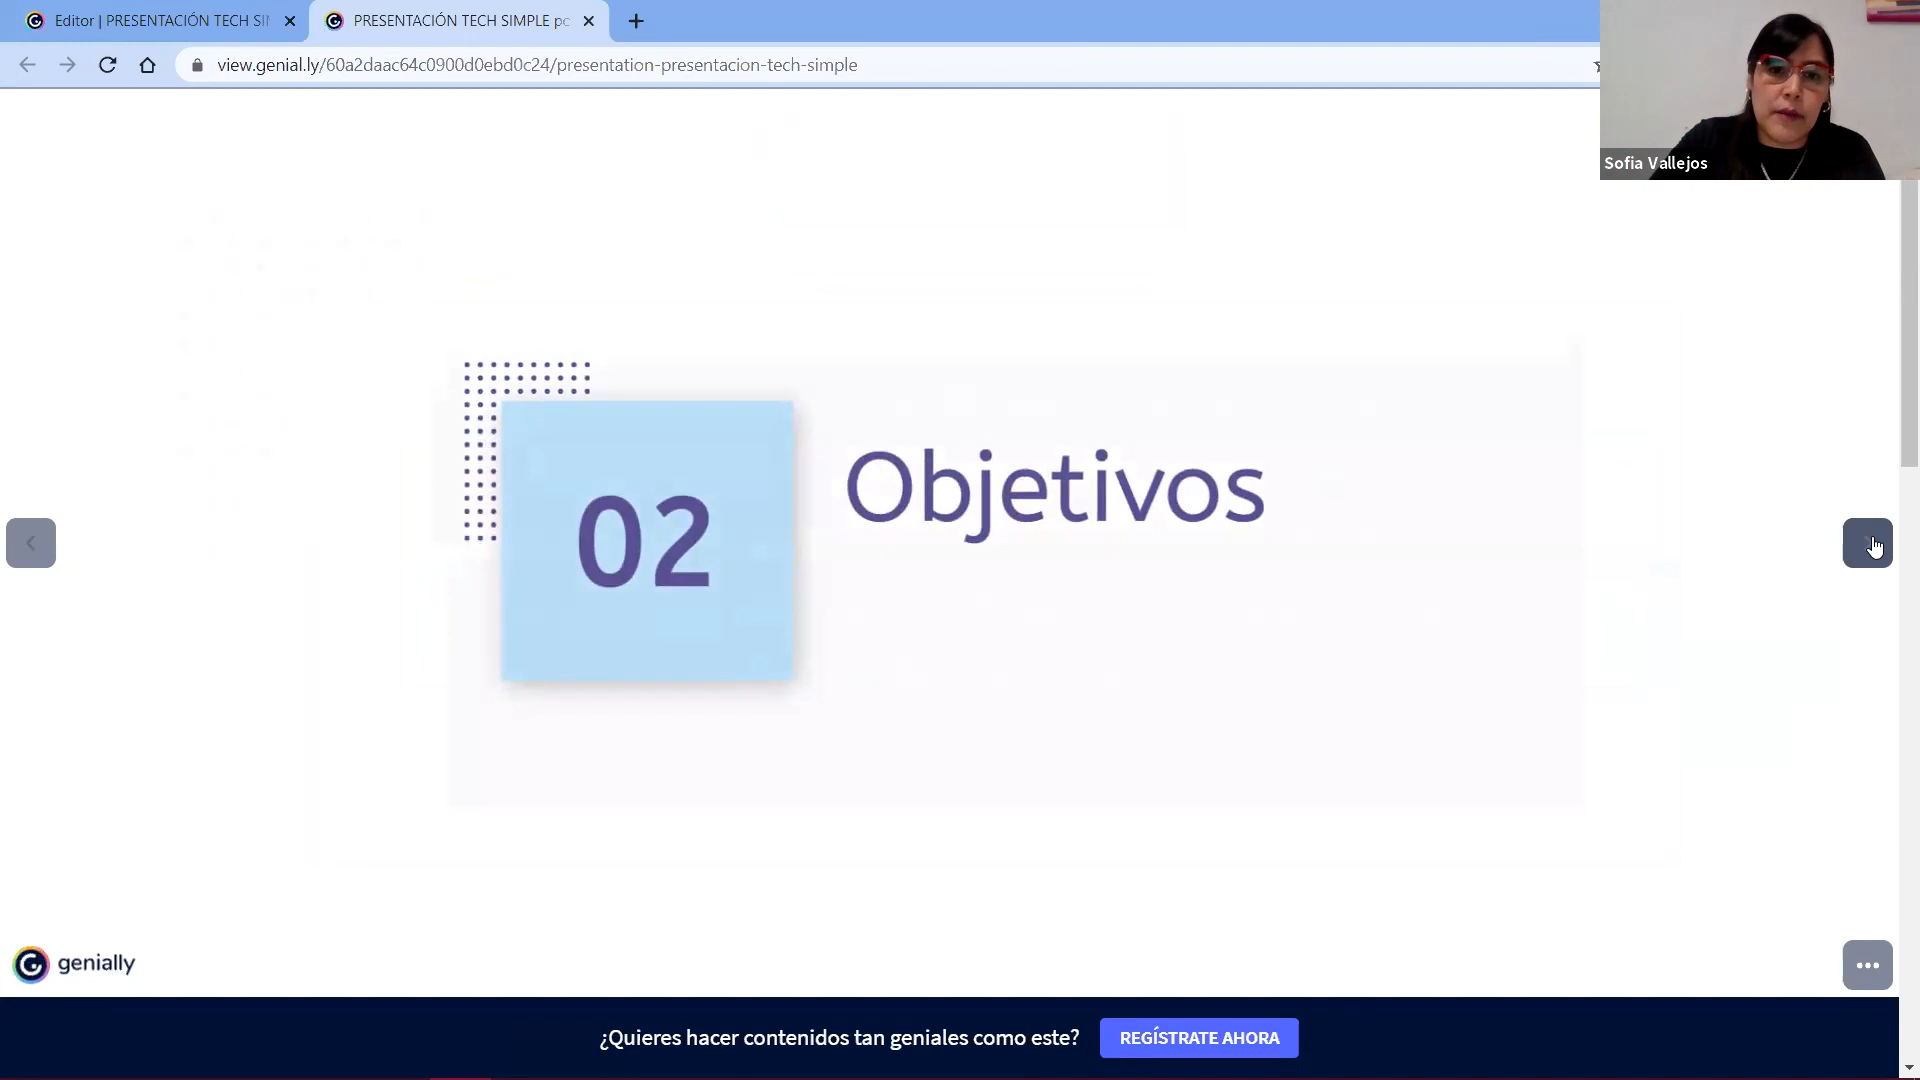 Editor | PRESENTACIÓN TECH SI
PRESENTACIÓN TECH SIMPLE po
view.genial.ly/60a2daac64c0900d0ebd0c24/presentation-presentacion-tech-simple
Sofia Vallejos
02
Objetivos
genially
¿Quieres hacer contenidos tan geniales como este?
REGÍSTRATE AHORA